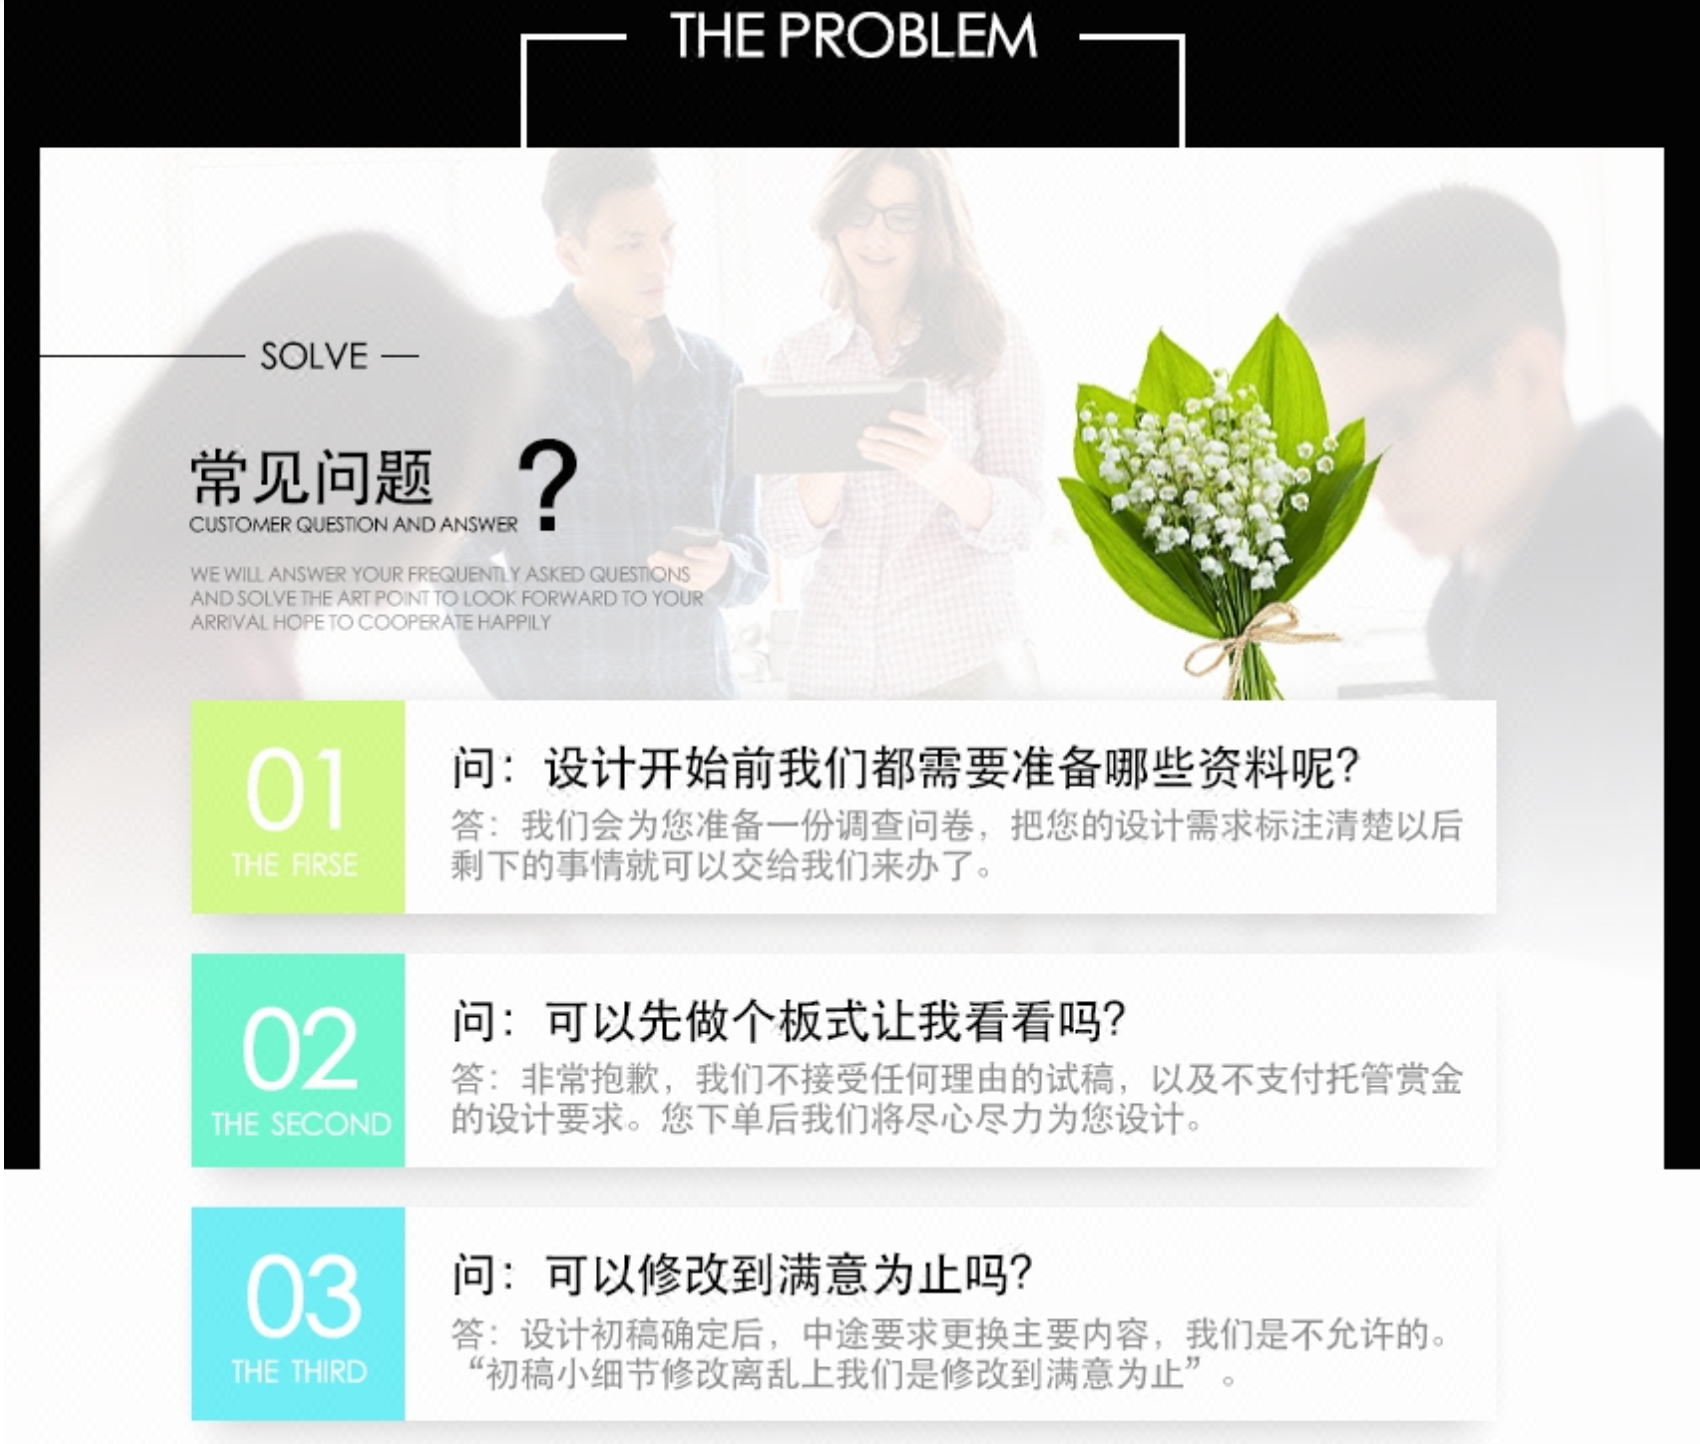 THE PROBLEM
SOLVE
常见问题 ?
CUSTOMER QUESTION AND ANSWER
WE WILL ANSWER YOUR FREQUENTLY ASKED QUESTIONS
AND SOLVE THE ART POINT TO LOOK FORWARD TO YOUR
ARRIVAL HOPE TO COOPERATE HAPPILY
01
THE FIRSE
问：设计开始前我们都需要准备哪些资料呢？
答：我们会为您准备一份调查问卷，把您的设计需求标注清楚以后
剩下的事情就可以交给我们来办了。
02
THE SECOND
问：可以先做个板式让我看看吗？
答：非常抱歉，我们不接受任何理由的试稿，以及不支付托管赏金
的设计要求。您下单后我们将尽心尽力为您设计。
03
THE THIRD
问：可以修改到满意为止吗？
答：设计初稿确定后，中途要求更换主要内容，我们是不允许的。
“初稿小细节修改离乱上我们是修改到满意为止”。